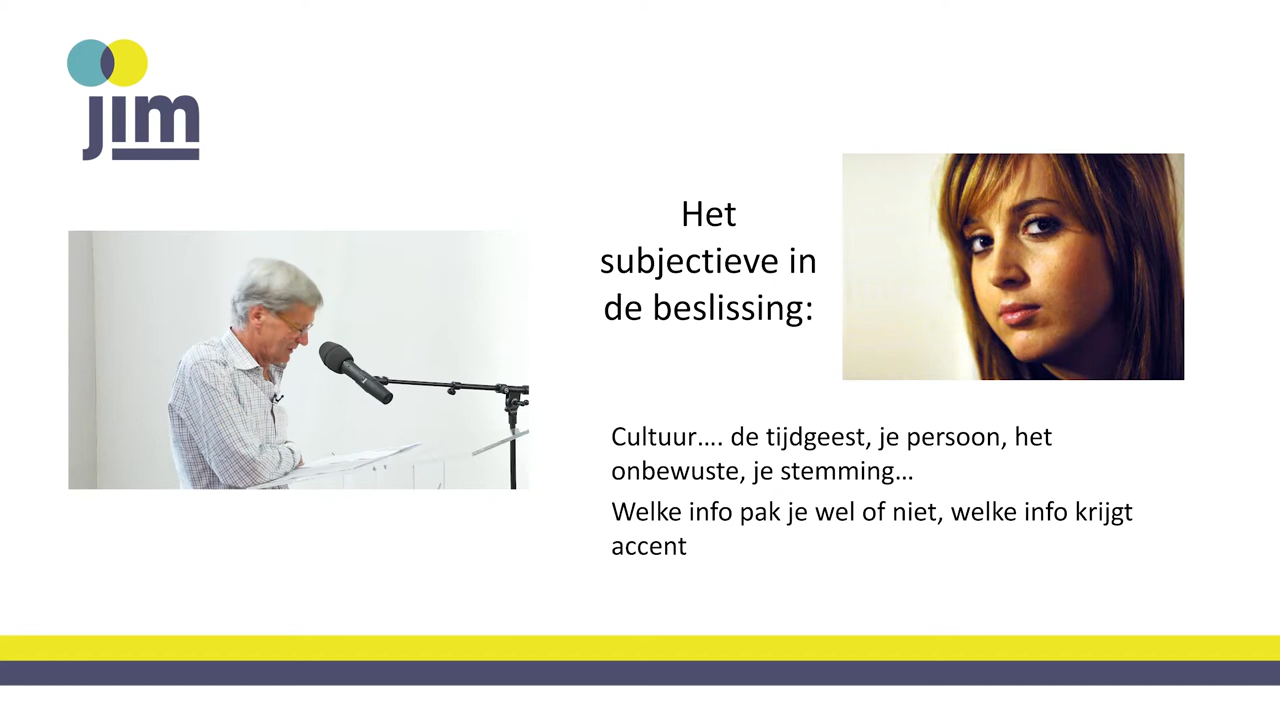 jim
Het
subjectieve in
de beslissing:
Cultuur…. de tijdgeest, je persoon, het
onbewuste, je stemming…
Welke info pak je wel of niet, welke info krijgt
accent